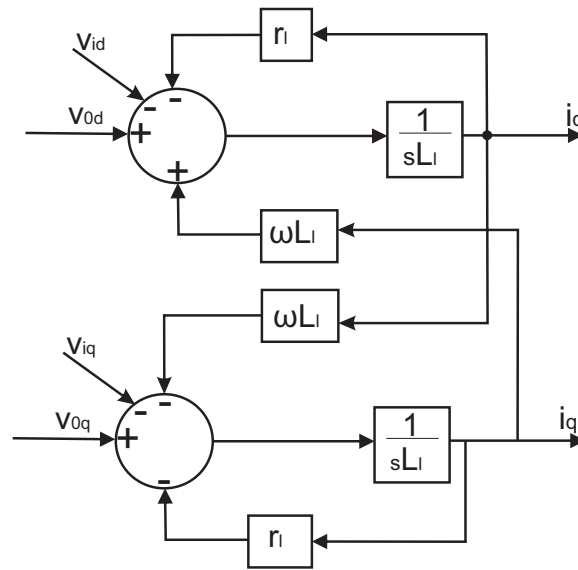 rl
vid
v0d
-
-
+
+
1
sLl
id
ωLl
ωLl
viq
v0q
-
-
+
-
1
sLl
iq
rl